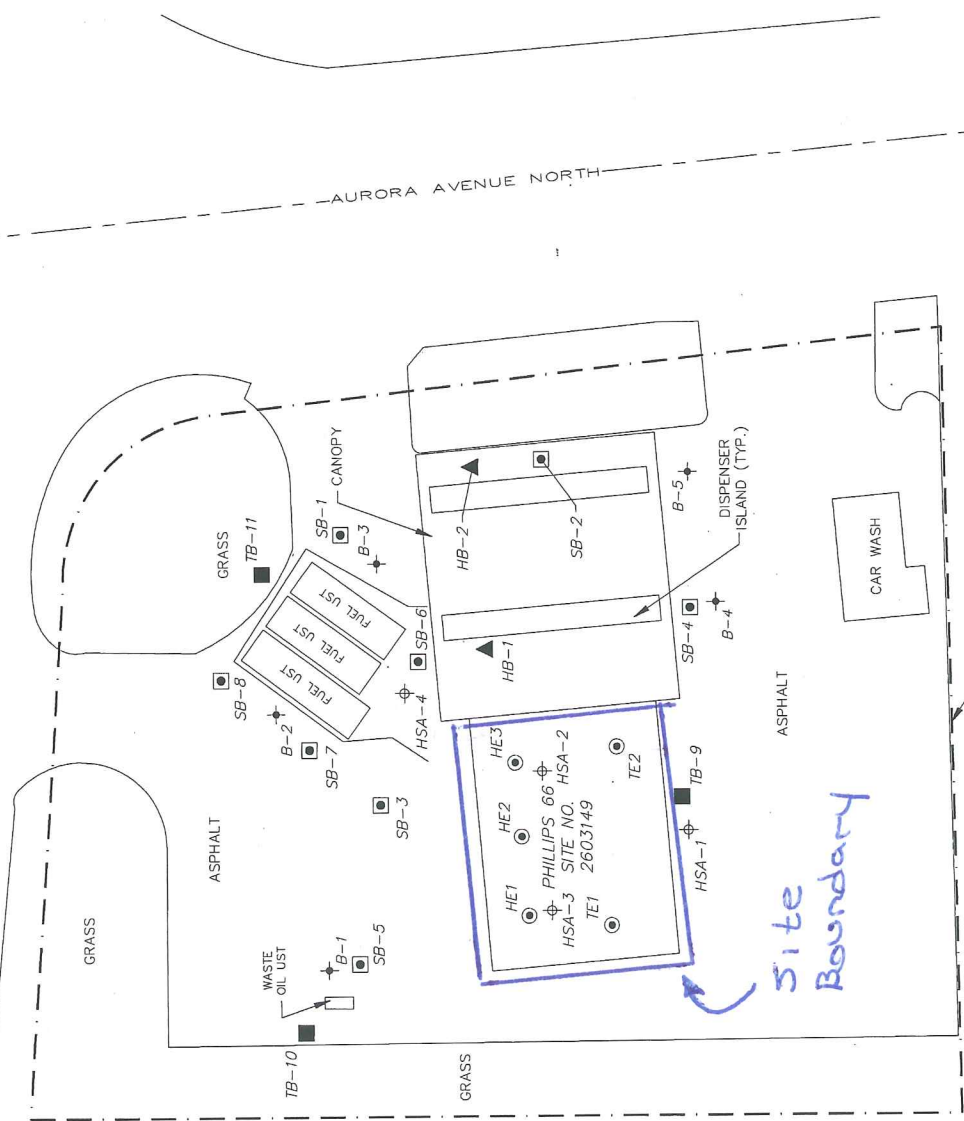 AURORA AVENUE NORTH
CANOPY
GRASS
TB-11
SB-1
B-3
HB-2
SB-2
B-5
DISPENSER
ISLAND (TYP.)
FUEL UST
FUEL UST
FUEL UST
SB-8
B-2
SB-7
SB-6
HSA-4
HB-1
SB-4
B-4
CAR WASH
ASPHALT
SB-3
HE3
HSA-2
TE2
HE2
PHILLIPS 66
SITE NO.
2603149
HE1
HSA-3
TE1
TB-9
HSA-1
ASPHALT
GRASS
WASTE
OIL UST
B-1
SB-5
TB-10
GRASS
Site
Boundary